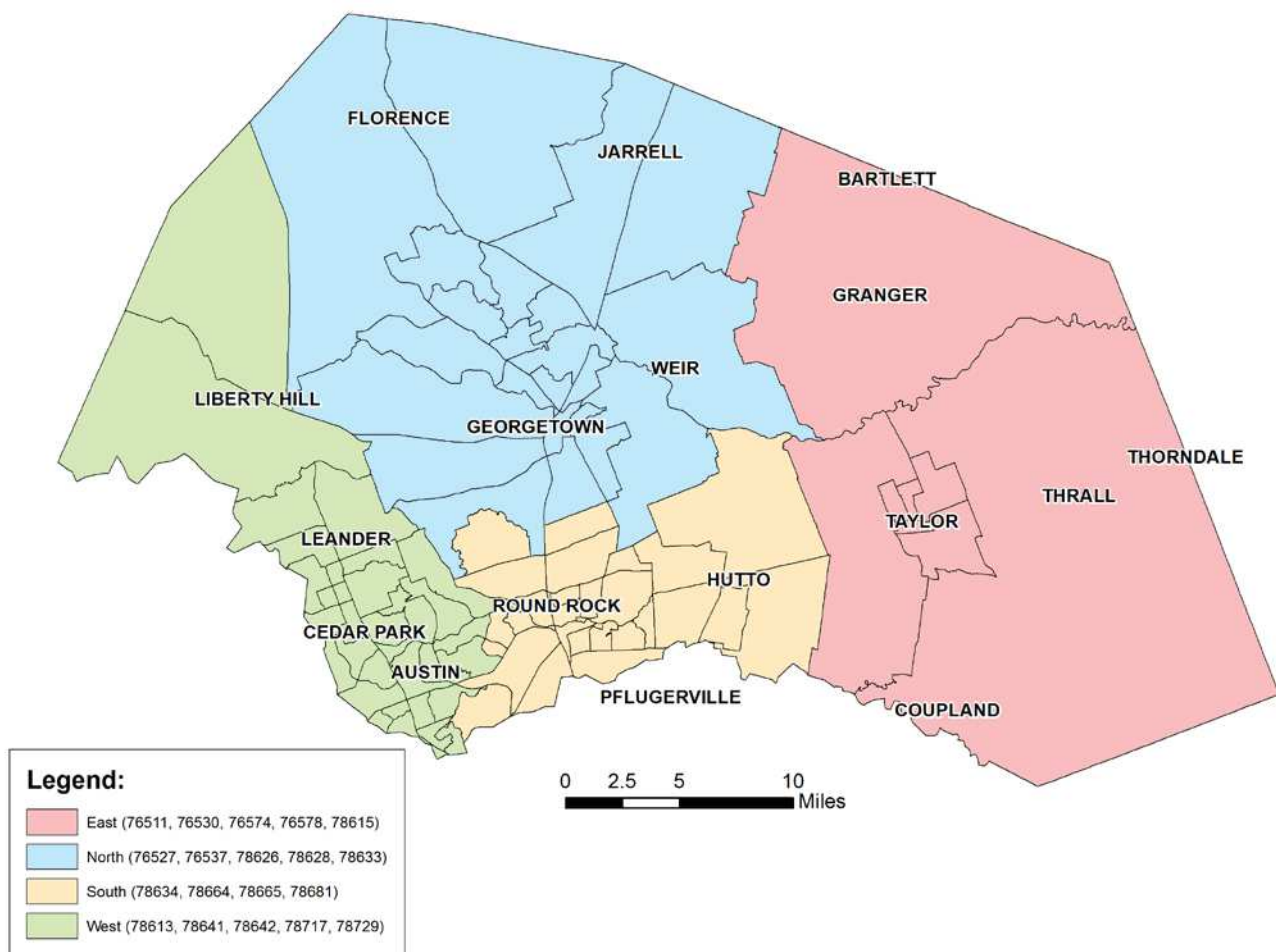 FLORENCE
JARRELL
BARTLETT
GRANGER
WEIR
LIBERTY HILL
GEORGETOWN
THORNDALE
THRALL
TAYLOR
LEANDER
HUTTO
ROUND ROCK
CEDAR PARK
AUSTIN
PFLUGERVILLE
COUPLAND
0 2.5 5 10
Miles
Legend:
East (76511, 76530, 76574, 76578, 78615)
North (76527, 76537, 78626, 78628, 78633)
South (78634, 78664, 78665, 78681)
West (78613, 78641, 78642, 78717, 78729)